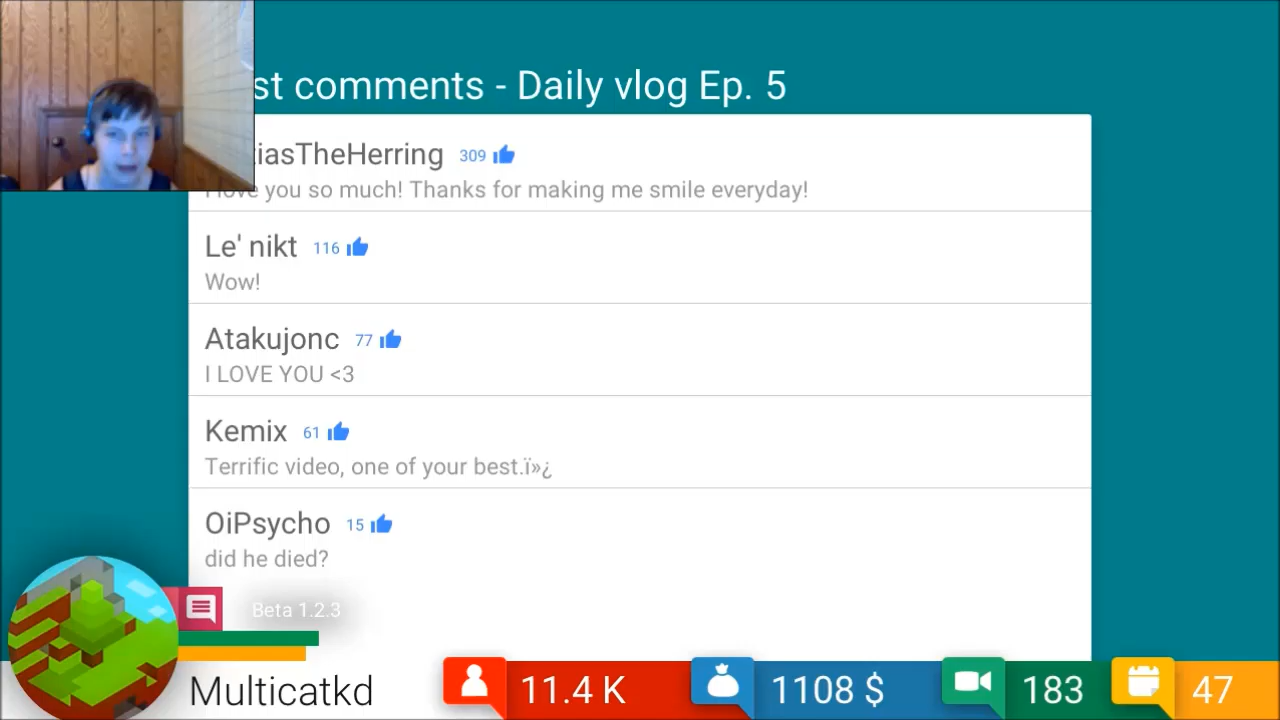 st comments - Daily vlog Ep. 5
iasTheHerring 309
love you so much! Thanks for making me smile everyday!
Le' nikt 116
Wow!
Atakujonc 77
I LOVE YOU <3
Kemix 61
Terrific video, one of your best.ï»¿
OiPsycho 15
did he died?
Beta 1.2.3
Multicatkd
11.4 K
1108 $
183
47